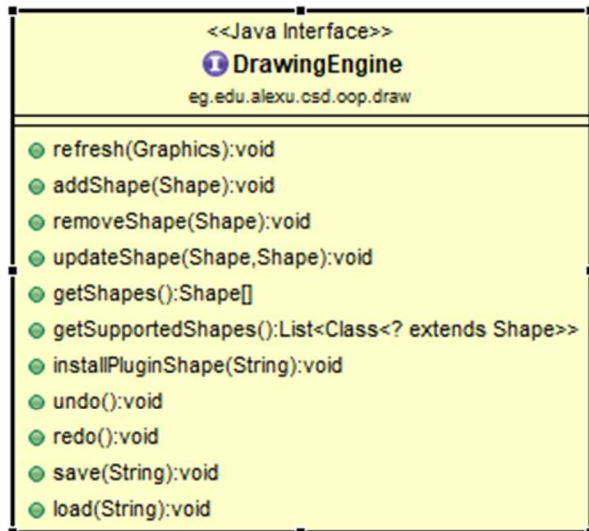 <<Java Interface>>
I DrawingEngine
eg.edu.alexu.csd.oop.draw
refresh(Graphics):void
addShape(Shape):void
removeShape(Shape):void
updateShape(Shape,Shape):void
getShapes():Shape[]
getSupportedShapes():List<Class<? extends Shape>>
installPluginShape(String):void
undo():void
redo():void
save(String):void
load(String):void